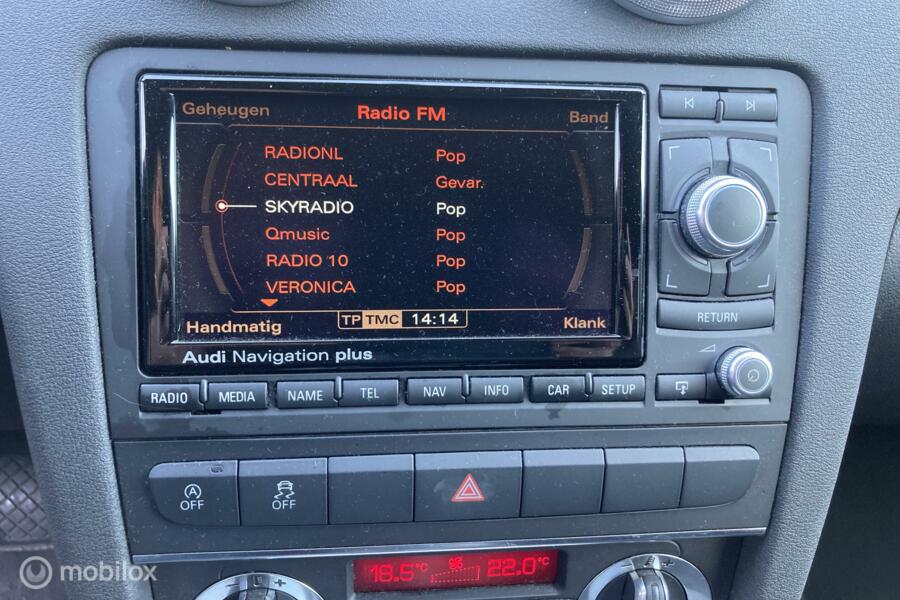 Geheugen Radio FM Band
RADIONL Pop
CENTRAAL Gevar.
SKYRADIO Pop
Qmusic Pop
RADIO 10 Pop
VERONICA Pop
Handmatig TP TMC 14:14 Klank
Audi Navigation plus
RETURN
RADIO MEDIA NAME TEL NAV INFO CAR SETUP
A OFF OFF
18.5°C 22.0°C
mobilox